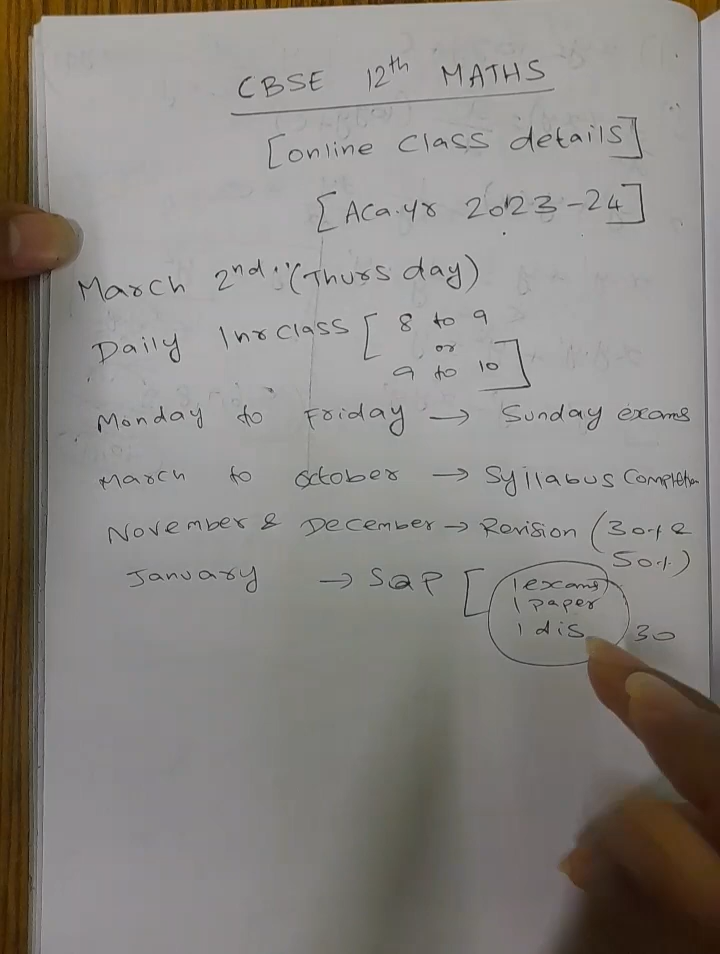 CBSE 12th MATHS
[online class details]
[Aca.yr 2023-24]
March 2nd. (Thursday)
Daily 1hr class [ 8 to 9
or
9 to 10 ]
Monday to Friday → Sunday exams
March to october → Syllabus Completion
November & December → Revision (30% &
50%)
January → SQP [ 1 exams
1 paper
1 dis 30